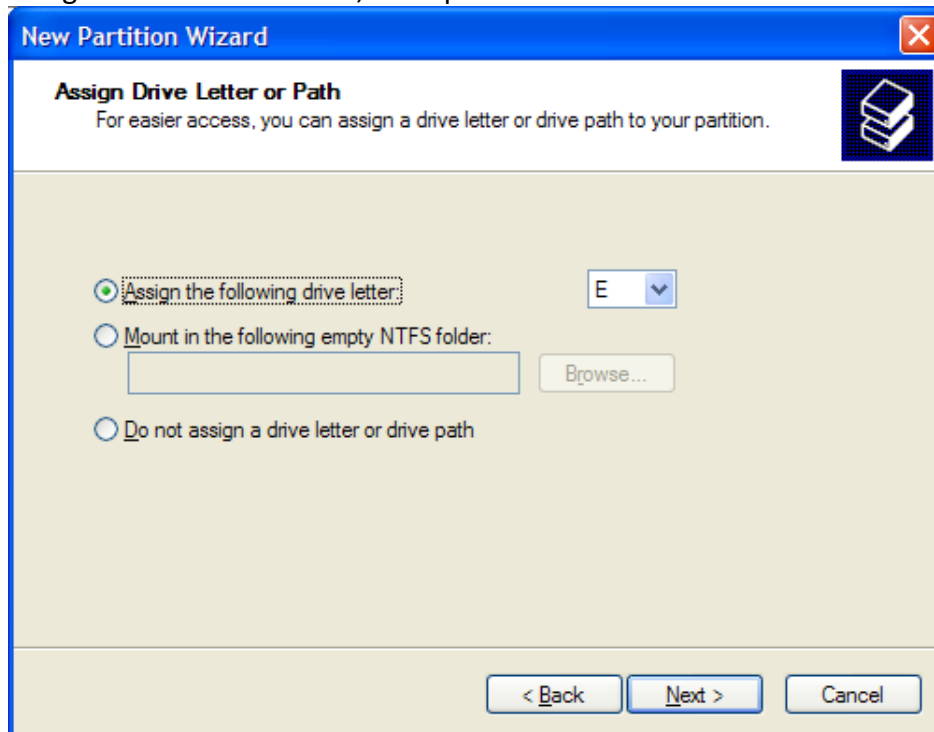 New Partition Wizard
Assign Drive Letter or Path
For easier access, you can assign a drive letter or drive path to your partition.
Assign the following drive letter: E
Mount in the following empty NTFS folder:
Browse...
Do not assign a drive letter or drive path
< Back Next > Cancel